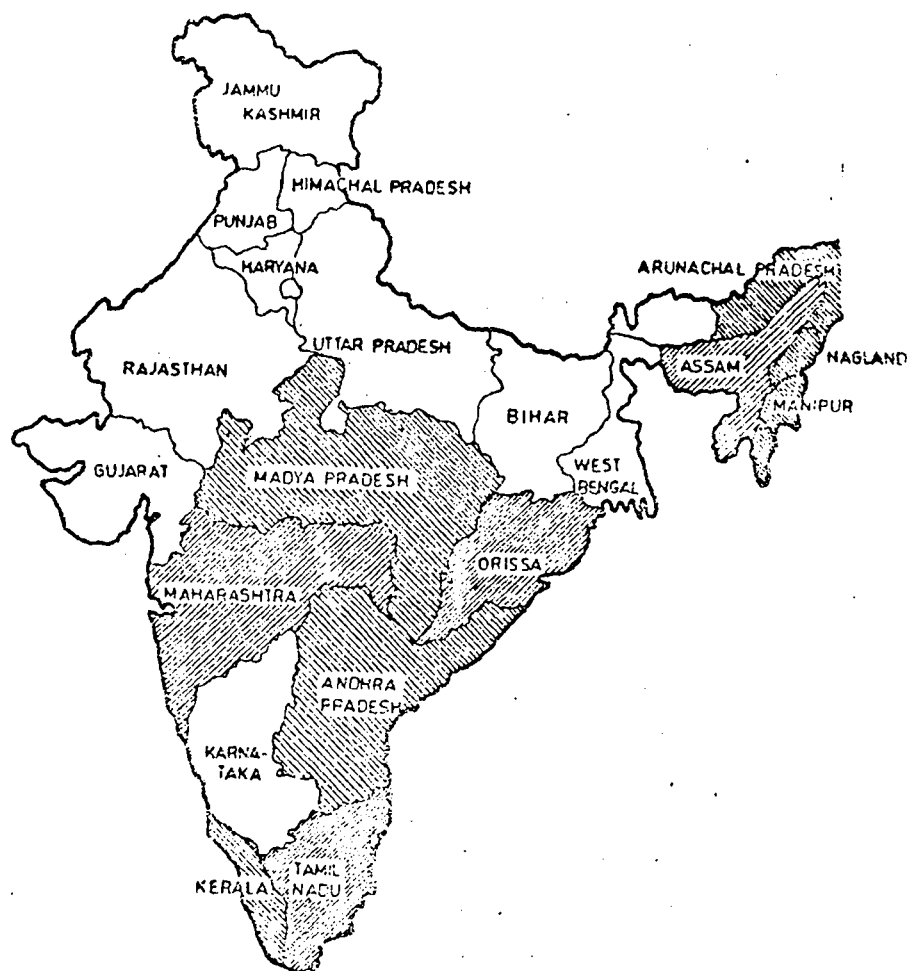 JAMMU
KASHMIR
HIMACHAL PRADESH
PUNJAB
HARYANA
ARUNACHAL PRADESH
UTTAR PRADESH
RAJASTHAN
ASSAM
NAGLAND
BIHAR
MANIPUR
GUJARAT
MADYA PRADESH
WEST
BENGAL
ORISSA
MAHARASHTRA
ANDHRA
PRADESH
KARNA-
TAKA
KERALA
TAMIL
NADU